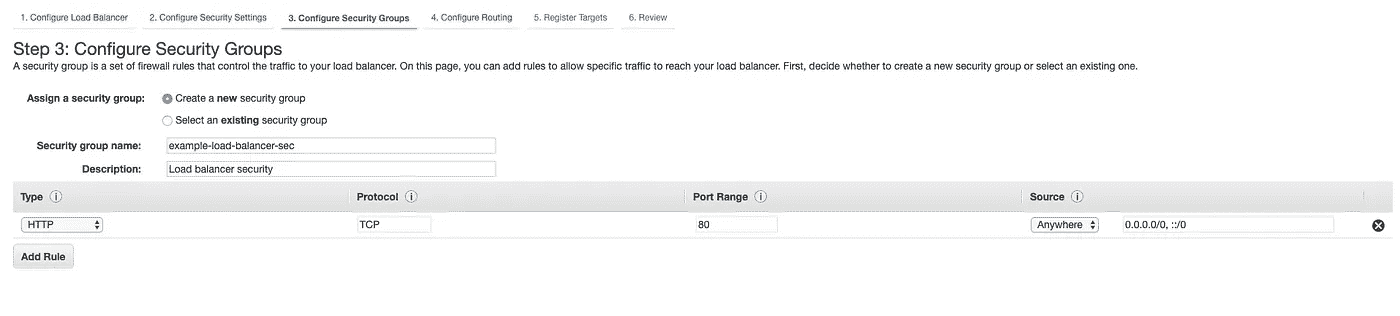 1. Configure Load Balancer 2. Configure Security Settings 3. Configure Security Groups 4. Configure Routing 5. Register Targets 6. Review
Step 3: Configure Security Groups
A security group is a set of firewall rules that control the traffic to your load balancer. On this page, you can add rules to allow specific traffic to reach your load balancer. First, decide whether to create a new security group or select an existing one.
Assign a security group: Create a new security group
Select an existing security group
Security group name: example-load-balancer-sec
Description: Load balancer security
Type i Protocol i Port Range i Source i
HTTP TCP 80 Anywhere 0.0.0.0/0, ::/0
Add Rule